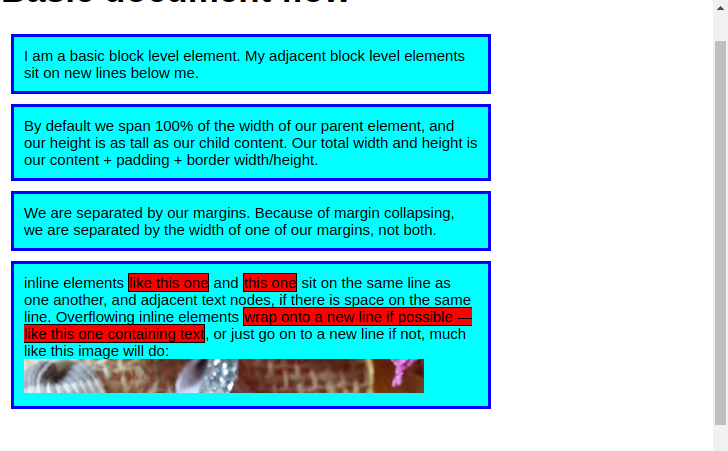 Basic document flow
I am a basic block level element. My adjacent block level elements
sit on new lines below me.
By default we span 100% of the width of our parent element, and
our height is as tall as our child content. Our total width and height is
our content + padding + border width/height.
We are separated by our margins. Because of margin collapsing,
we are separated by the width of one of our margins, not both.
inline elements like this one and this one sit on the same line as
one another, and adjacent text nodes, if there is space on the same
line. Overflowing inline elements wrap onto a new line if possible —
like this one containing text, or just go on to a new line if not, much
like this image will do: